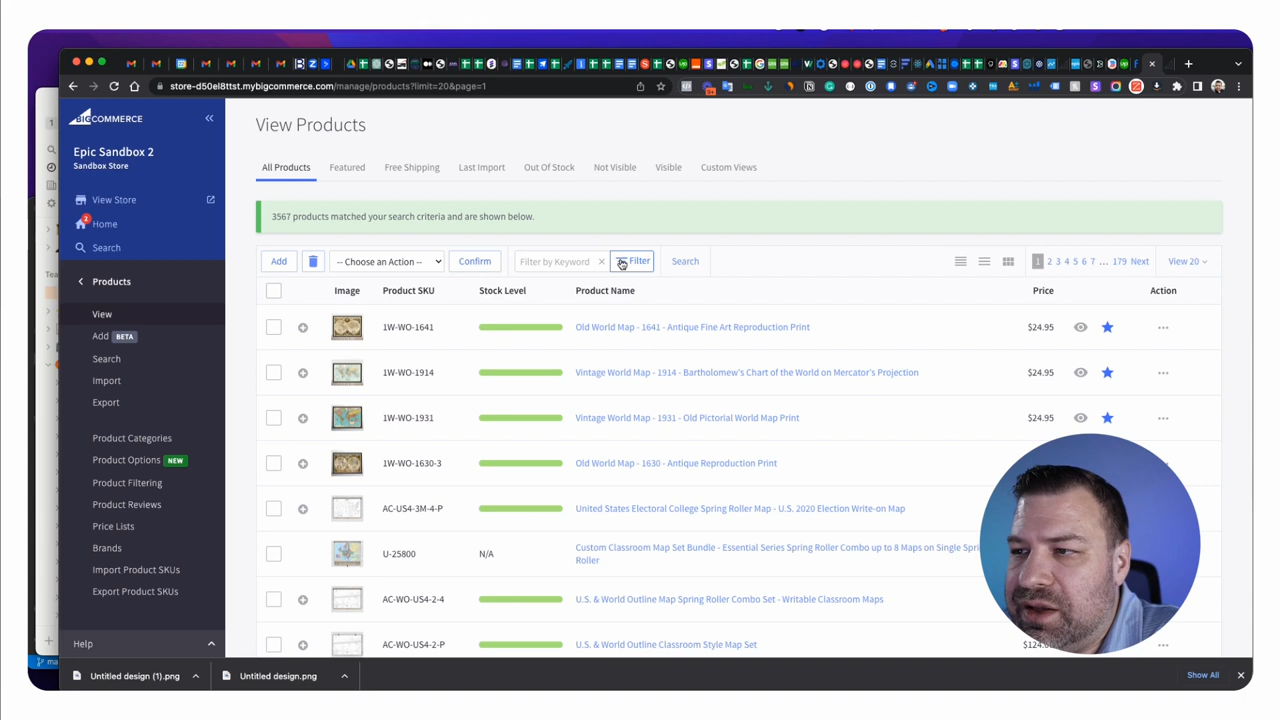 store-d50el8ttst.mybigcommerce.com/manage/products?limit=20&page=1
BIGCOMMERCE
Epic Sandbox 2
Sandbox Store
View Store
2
Home
Search
Products
View
Add BETA
Search
Import
Export
Product Categories
Product Options NEW
Product Filtering
Product Reviews
Price Lists
Brands
Import Product SKUs
Export Product SKUs
Help
View Products
All Products Featured Free Shipping Last Import Out Of Stock Not Visible Visible Custom Views
3567 products matched your search criteria and are shown below.
Add -- Choose an Action -- Confirm Filter by Keyword Filter Search 1 2 3 4 5 6 7 ... 179 Next View 20
Image Product SKU Stock Level Product Name Price Action
1W-WO-1641 Old World Map - 1641 - Antique Fine Art Reproduction Print $24.95
1W-WO-1914 Vintage World Map - 1914 - Bartholomew's Chart of the World on Mercator's Projection $24.95
1W-WO-1931 Vintage World Map - 1931 - Old Pictorial World Map Print $24.95
1W-WO-1630-3 Old World Map - 1630 - Antique Reproduction Print
AC-US4-3M-4-P United States Electoral College Spring Roller Map - U.S. 2020 Election Write-on Map
U-25800 N/A Custom Classroom Map Set Bundle - Essential Series Spring Roller Combo up to 8 Maps on Single Spri
Roller
AC-WO-US4-2-4 U.S. & World Outline Map Spring Roller Combo Set - Writable Classroom Maps
AC-WO-US4-2-P U.S. & World Outline Classroom Style Map Set $124.
Untitled design (1).png Untitled design.png Show All